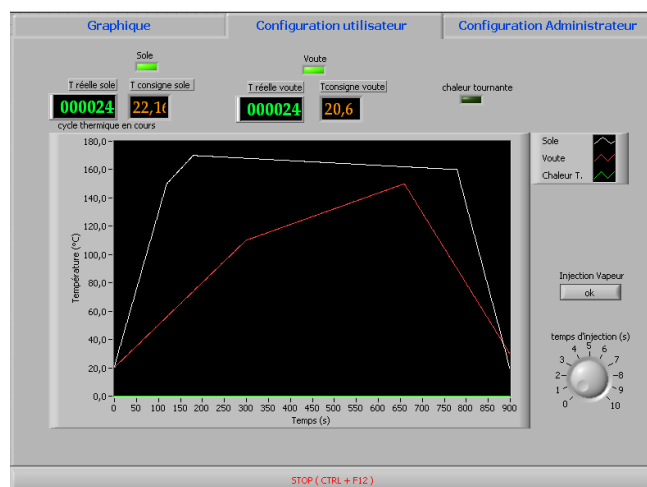 Graphique
Configuration utilisateur
Configuration Administrateur
Sole
Voute
T réelle sole
T consigne sole
T réelle voute
Tconsigne voute
chaleur tournante
000024
22,16
000024
20,6
cycle thermique en cours
Sole
Voute
Chaleur T.
180,0
160,0
140,0
120,0
100,0
80,0
60,0
40,0
20,0
0,0
Température (°C)
0 50 100 150 200 250 300 350 400 450 500 550 600 650 700 750 800 850 900
Temps (s)
Injection Vapeur
ok
temps d'injection (s)
0 1 2 3 4 5 6 7 8 9 10
STOP ( CTRL + F12 )